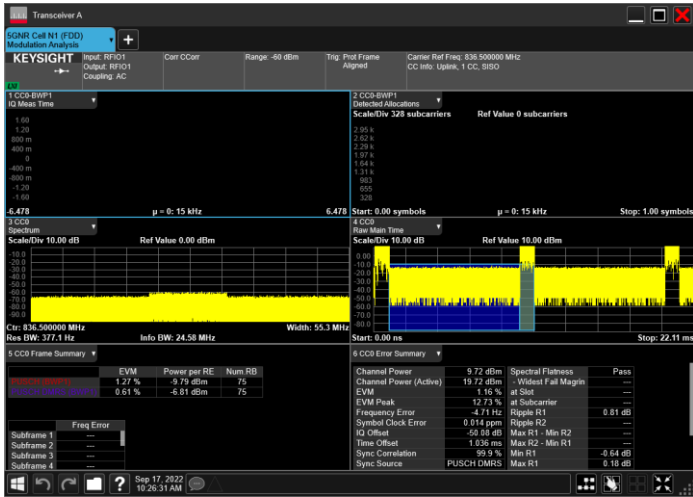 Transceiver A
5GNR Cell N1 (FDD)
Modulation Analysis
KEYSIGHT
Input: RFIO1
Output: RFIO1
Coupling: AC
Corr CCorr
Range: -60 dBm
Trig: Prot Frame
Aligned
Carrier Ref Freq: 836.500000 MHz
CC Info: Uplink, 1 CC, SISO
1 CC0-BWP1
IQ Meas Time
1.60
1.20
800 m
400 m
0
-400 m
-800 m
-1.20
-1.60
-6.478 μ = 0: 15 kHz 6.478
2 CC0-BWP1
Detected Allocations
Scale/Div 328 subcarriers Ref Value 0 subcarriers
2.95 k
2.62 k
2.29 k
1.97 k
1.64 k
1.31 k
983
655
328
Start: 0.00 symbols μ = 0: 15 kHz Stop: 1.00 symbols
3 CC0
Spectrum
Scale/Div 10.00 dB Ref Value 0.00 dBm
-10.0
-20.0
-30.0
-40.0
-50.0
-60.0
-70.0
-80.0
-90.0
Ctr: 836.500000 MHz Width: 55.3 MHz
Res BW: 377.1 Hz Info BW: 24.58 MHz
4 CC0
Raw Main Time
Scale/Div 10.00 dB Ref Value 10.00 dBm
0.00
-10.0
-20.0
-30.0
-40.0
-50.0
-60.0
-70.0
-80.0
Start: 0.00 ns Stop: 22.11 ms
5 CC0 Frame Summary
EVM Power per RE Num.RB
1.27 % -9.79 dBm 75
0.61 % -6.81 dBm 75
Freq Error
Subframe 1 ---
Subframe 2 ---
Subframe 3 ---
Subframe 4 ---
6 CC0 Error Summary
Channel Power 9.72 dBm Spectral Flatness Pass
Channel Power (Active) 19.72 dBm - Widest Fail Magrin ---
EVM 1.16 % at Slot ---
EVM Peak 12.73 % at Subcarrier ---
Frequency Error -4.71 Hz Ripple R1 0.81 dB
Symbol Clock Error 0.014 ppm Ripple R2 ---
IQ Offset -50.08 dB Max R1 - Min R2 ---
Time Offset 1.036 ms Max R2 - Min R1 ---
Sync Correlation 99.9 % Min R1 -0.64 dB
Sync Source PUSCH DMRS Max R1 0.18 dB
Sep 17, 2022
10:26:31 AM